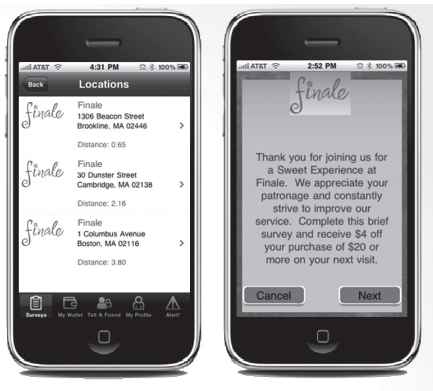 AT&T 4:31 PM 100%
Back Locations
finale
Finale
1306 Beacon Street
Brookline, MA 02446
Distance: 0.65
finale
Finale
30 Dunster Street
Cambridge, MA 02138
Distance: 2.16
finale
Finale
1 Columbus Avenue
Boston, MA 02116
Distance: 3.80
Surveys My Wallet Tell A Friend My Profile Alert!
AT&T 2:52 PM 100%
finale
Thank you for joining us for
a Sweet Experience at
Finale. We appreciate your
patronage and constantly
strive to improve our
service. Complete this brief
survey and receive $4 off
your purchase of $20 or
more on your next visit.
Cancel Next